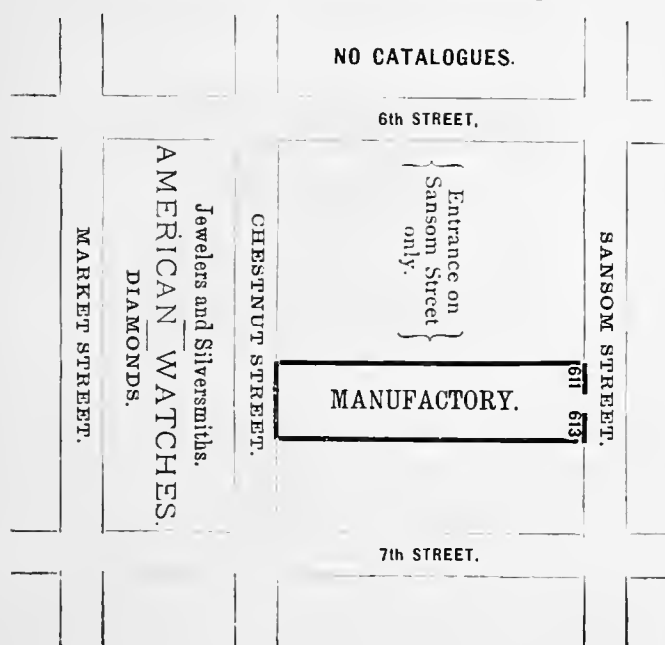 NO CATALOGUES.
6th STREET,
Jewelers and Silversmiths.
AMERICAN WATCHES.
DIAMONDS.
MARKET STREET.
CHESTNUT STREET.
{Entrance on
Sansom Street
only.}
SANSOM STREET.
MANUFACTORY.
611
613
7th STREET.